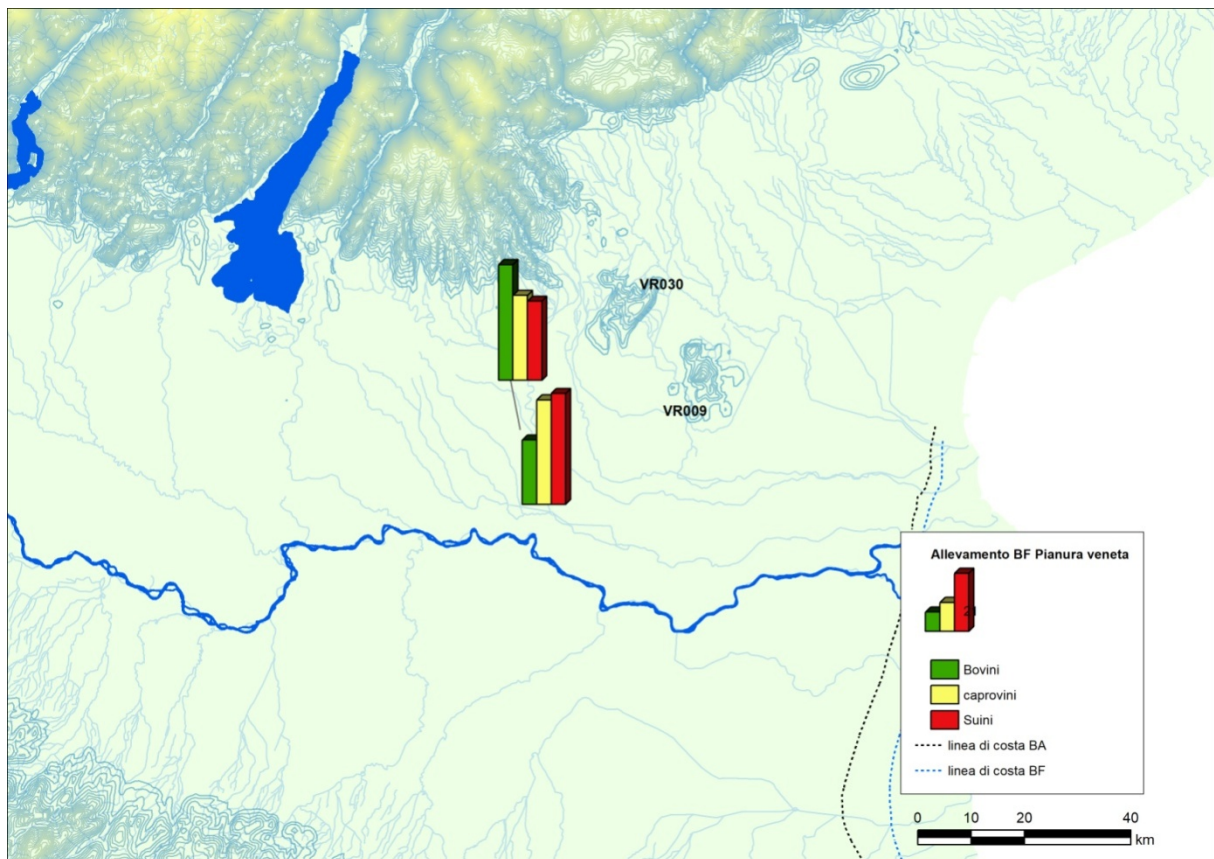 VR030
VR009
Allevamento BF Pianura veneta
21
Bovini
caprovini
Suini
linea di costa BA
linea di costa BF
0 10 20 40
km